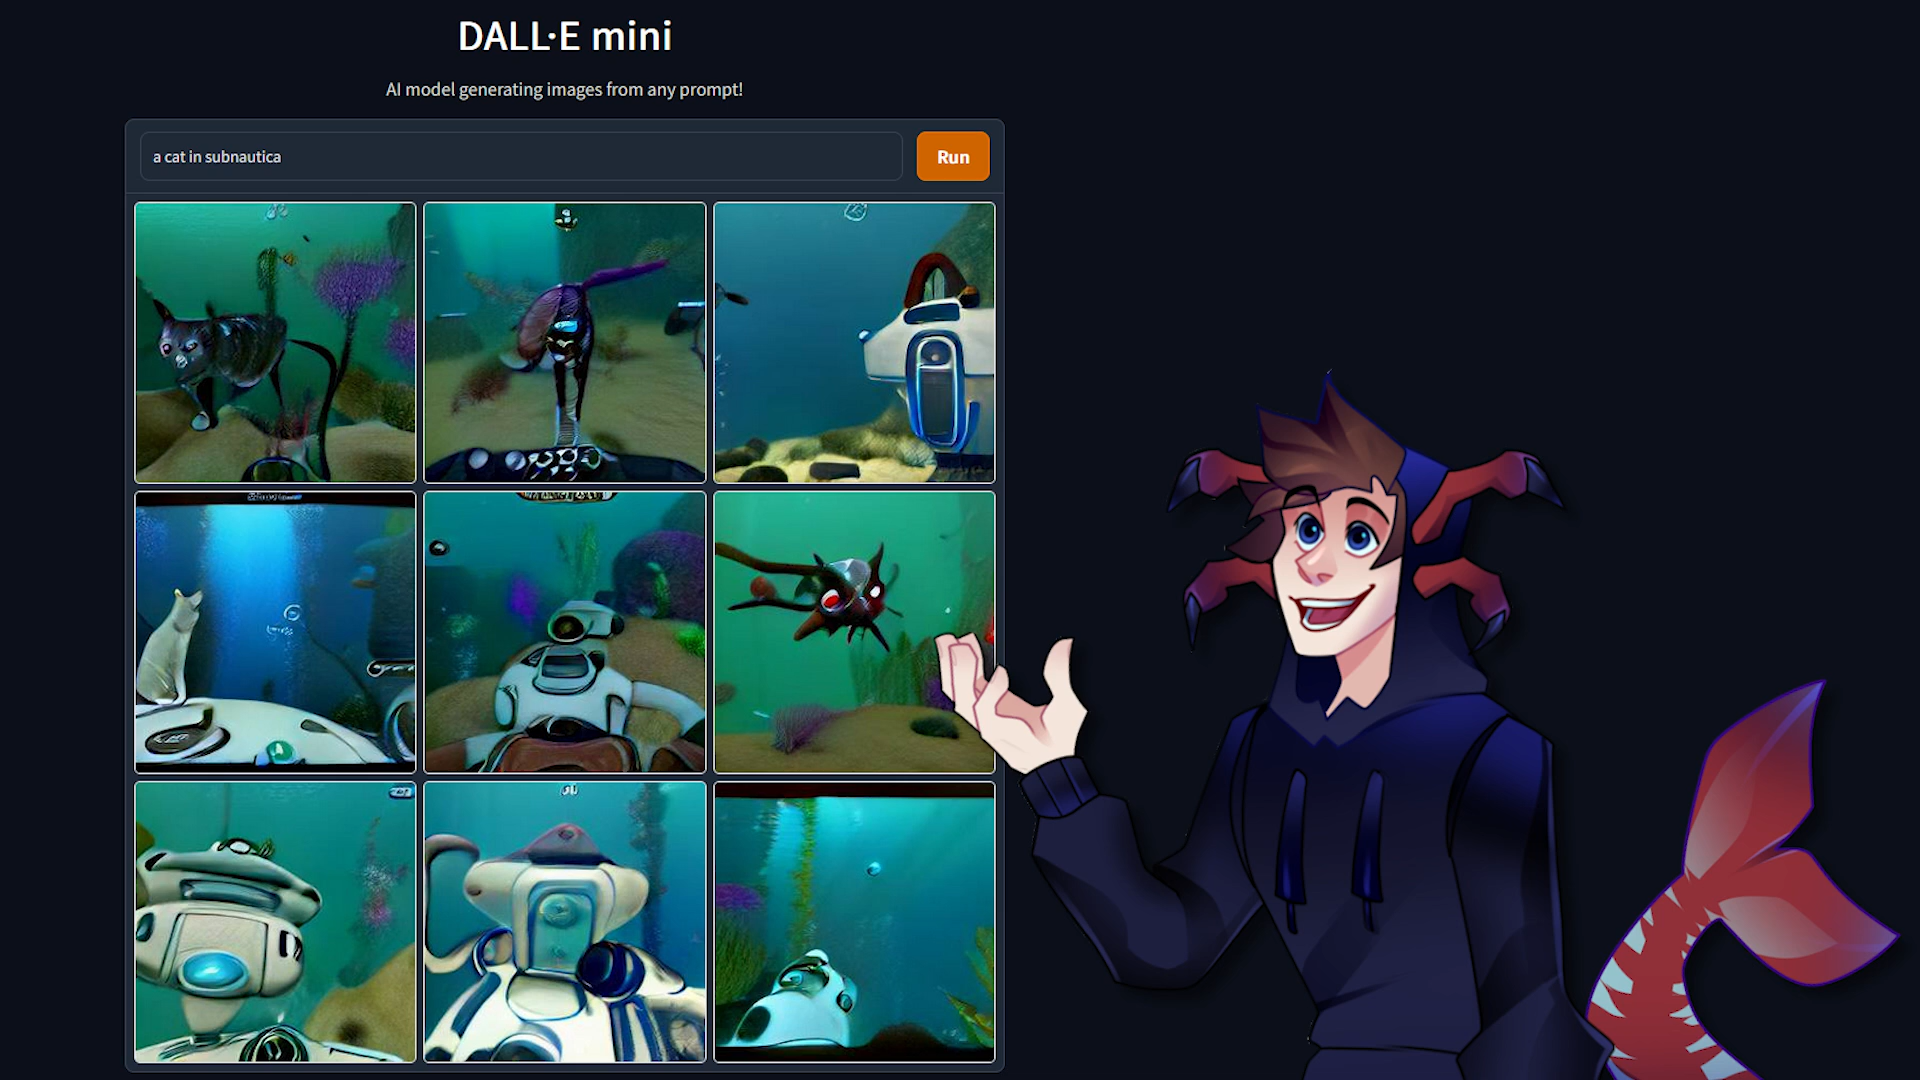 DALL·E mini
AI model generating images from any prompt!
a cat in subnautica
Run